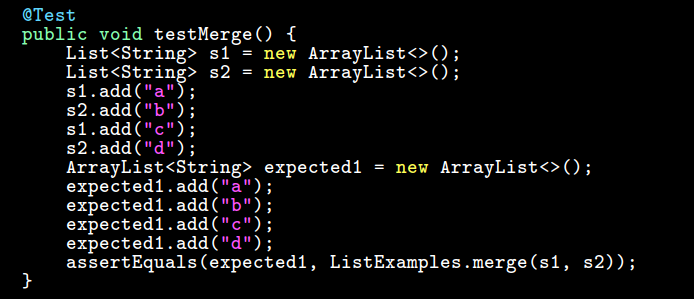 @Test
public void testMerge() {
    List<String> s1 = new ArrayList<>();
    List<String> s2 = new ArrayList<>();
    s1.add("a");
    s2.add("b");
    s1.add("c");
    s2.add("d");
    ArrayList<String> expected1 = new ArrayList<>();
    expected1.add("a");
    expected1.add("b");
    expected1.add("c");
    expected1.add("d");
    assertEquals(expected1, ListExamples.merge(s1, s2));
}